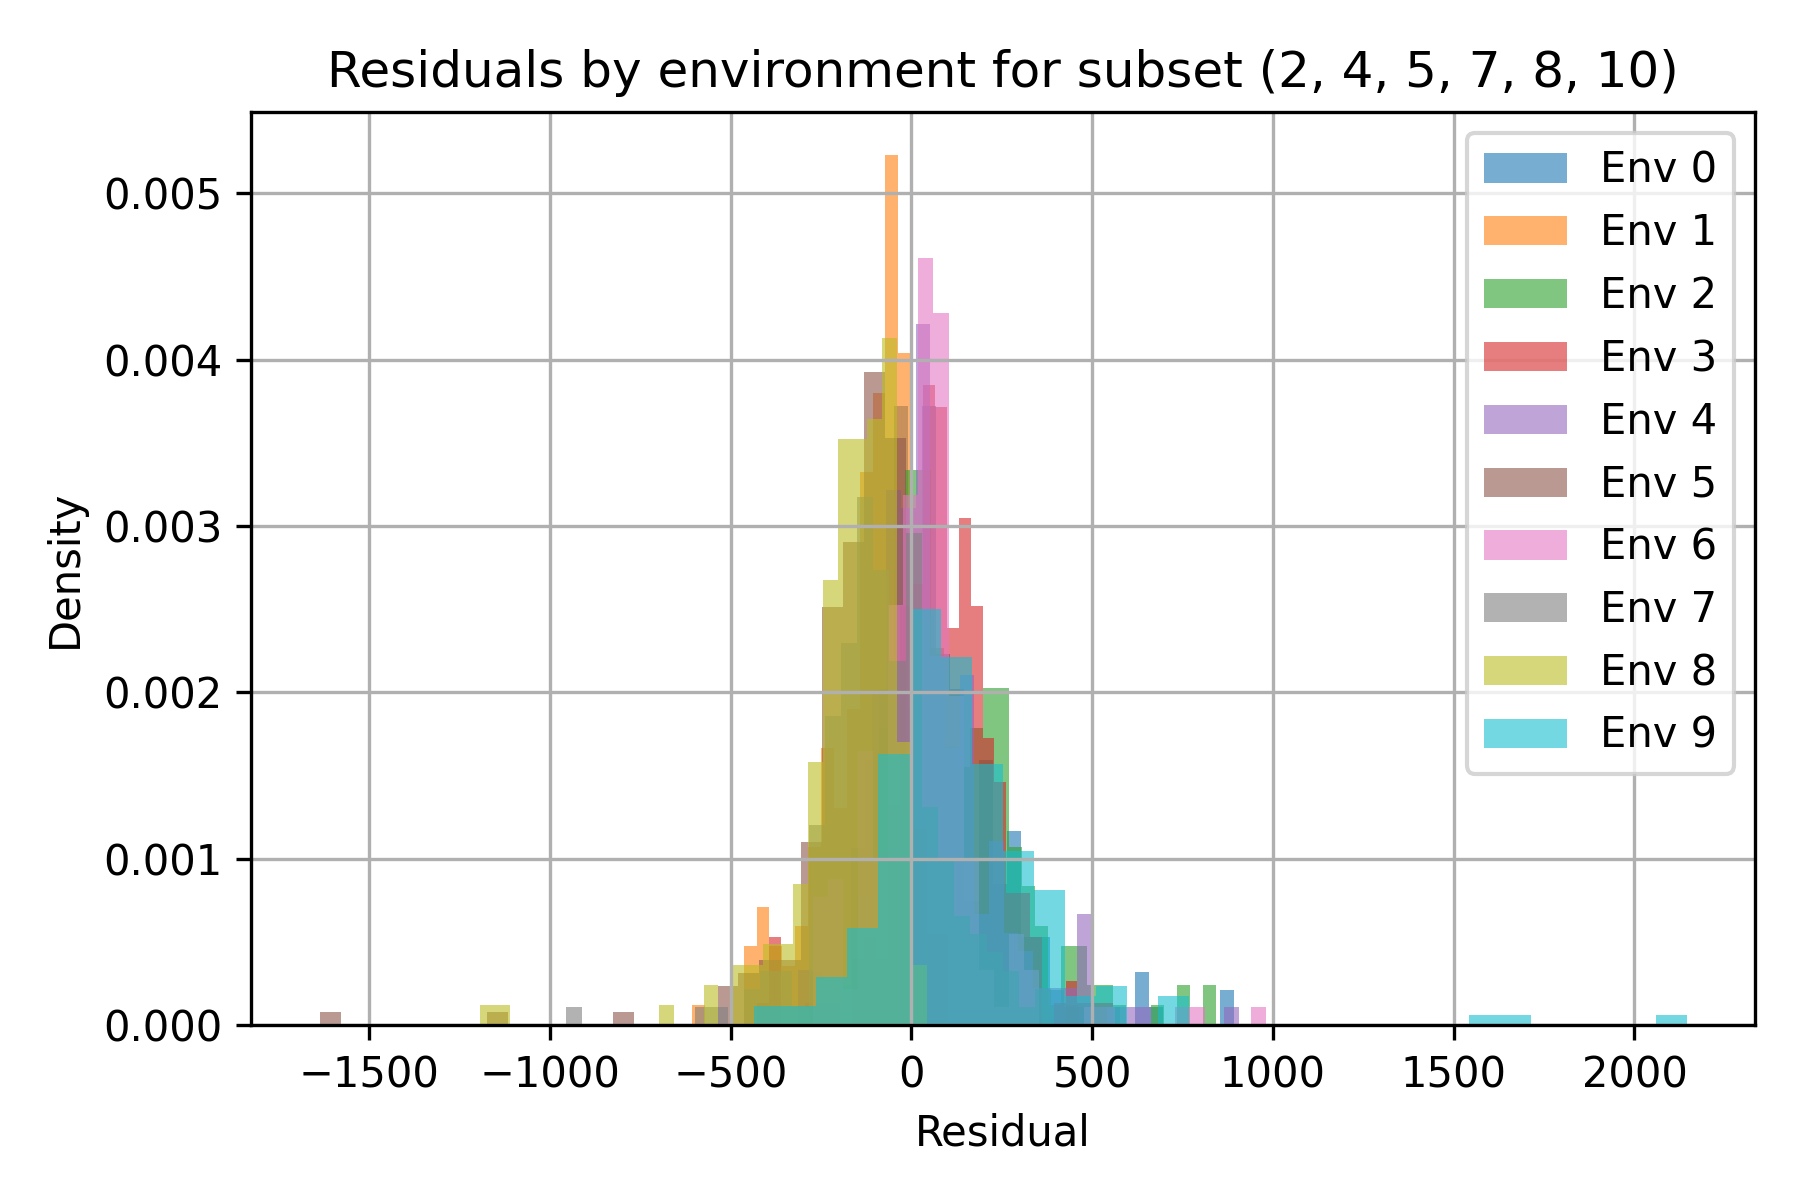 Residuals by environment for subset (2, 4, 5, 7, 8, 10)
Density
0.005
0.004
0.003
0.002
0.001
0.000
−1500
−1000
−500
0
500
1000
1500
2000
Residual
Env 0
Env 1
Env 2
Env 3
Env 4
Env 5
Env 6
Env 7
Env 8
Env 9